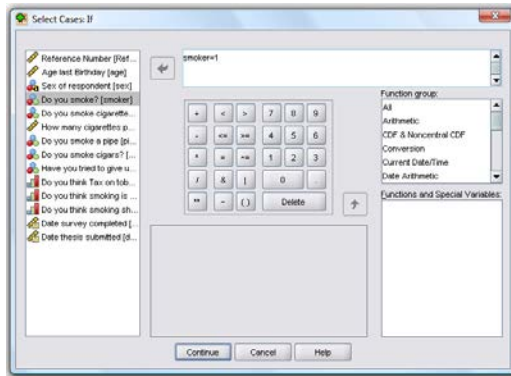 Select Cases: If
Reference Number [Ref...
Age last Birthday [age]
Sex of respondent [sex]
Do you smoke? [smoker]
Do you smoke cigarette...
How many cigarettes p...
Do you smoke a pipe [pi...
Do you smoke cigars? [...
Have you tried to give u...
Do you think Tax on tob...
Do you think smoking is ...
Do you think smoking sh...
Date survey completed [...
Date thesis submitted [d...
smoker=1
+ < > 7 8 9
- <= >= 4 5 6
* = ~= 1 2 3
/ & | 0 .
** ~ ( ) Delete
Function group:
All
Arithmetic
CDF & Noncentral CDF
Conversion
Current Date/Time
Date Arithmetic
Functions and Special Variables:
Continue Cancel Help